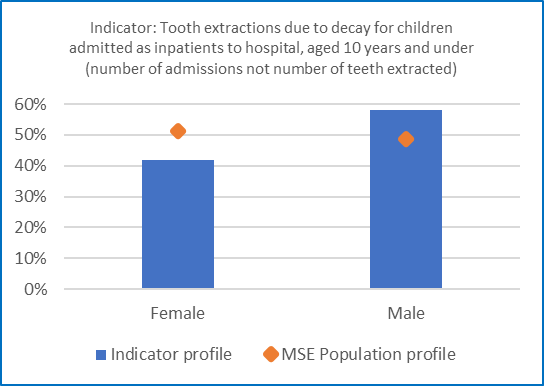 Indicator: Tooth extractions due to decay for children
admitted as inpatients to hospital, aged 10 years and under
(number of admissions not number of teeth extracted)
60%
50%
40%
30%
20%
10%
0%
Female Male
Indicator profile MSE Population profile